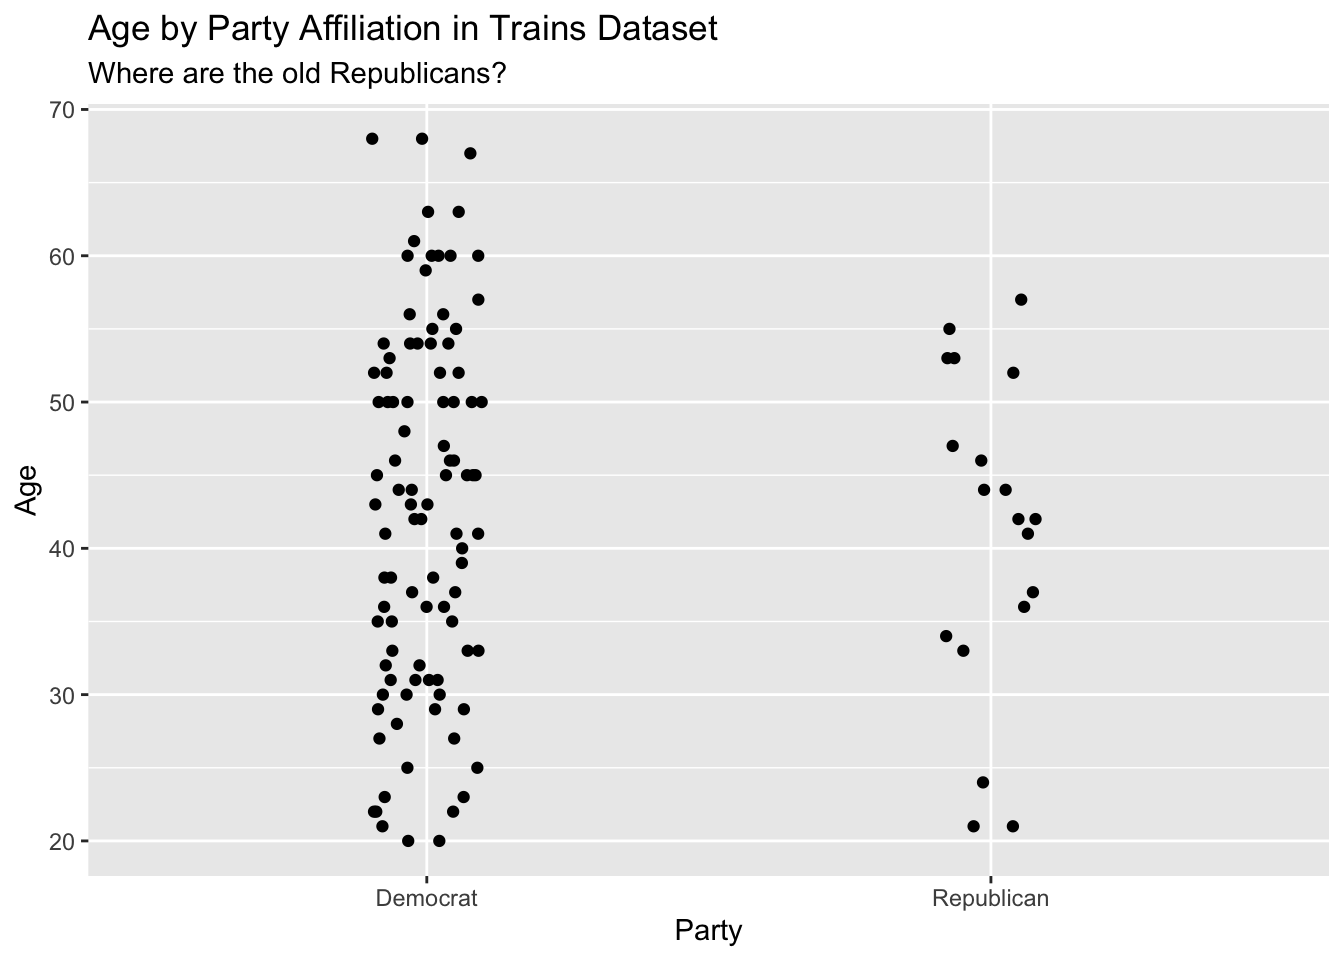 Age by Party Affiliation in Trains Dataset
Where are the old Republicans?
70
60
50
40
30
20
Age
Democrat
Republican
Party